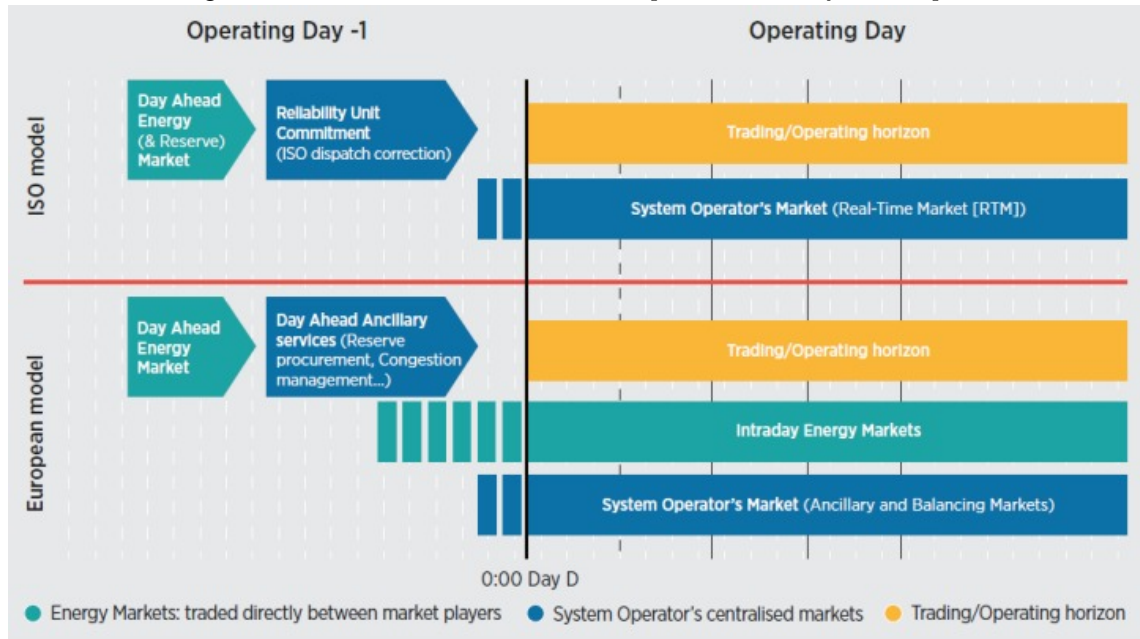 Operating Day -1
Operating Day
ISO model
Day Ahead
Energy
(& Reserve)
Market
Reliability Unit
Commitment
(ISO dispatch correction)
Trading/Operating horizon
System Operator's Market (Real-Time Market [RTM])
European model
Day Ahead
Energy
Market
Day Ahead Ancillary
services (Reserve
procurement, Congestion
management...)
Trading/Operating horizon
Intraday Energy Markets
System Operator's Market (Ancillary and Balancing Markets)
0:00 Day D
Energy Markets: traded directly between market players
System Operator's centralised markets
Trading/Operating horizon